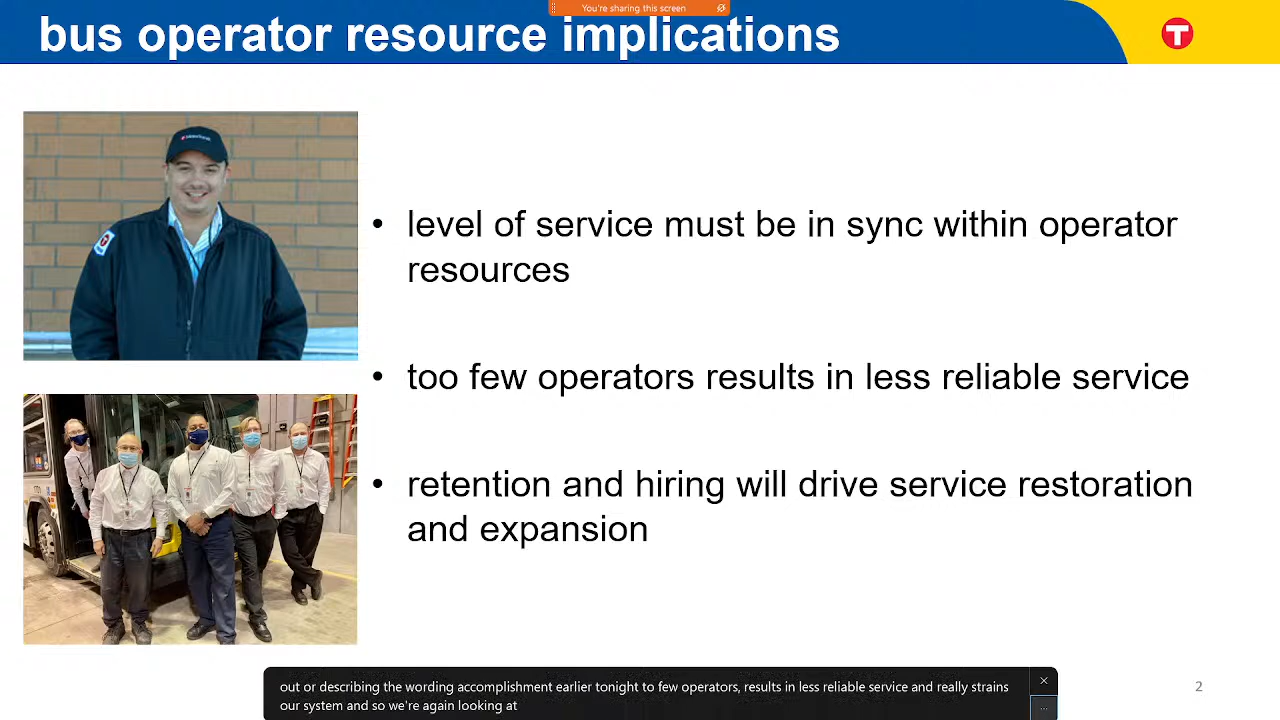 You're sharing this screen
bus operator resource implications
T
• level of service must be in sync within operator
resources
• too few operators results in less reliable service
• retention and hiring will drive service restoration
and expansion
out or describing the wording accomplishment earlier tonight to few operators, results in less reliable service and really strains
our system and so we're again looking at
2